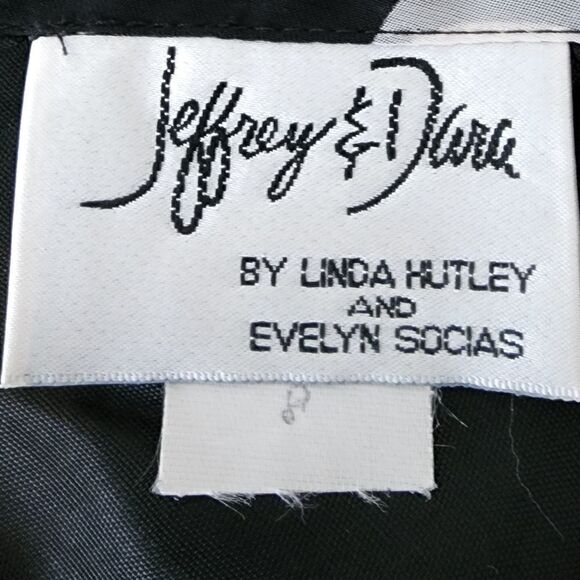 Jeffrey & Dara
BY LINDA HUTLEY
AND
EVELYN SOCIAS